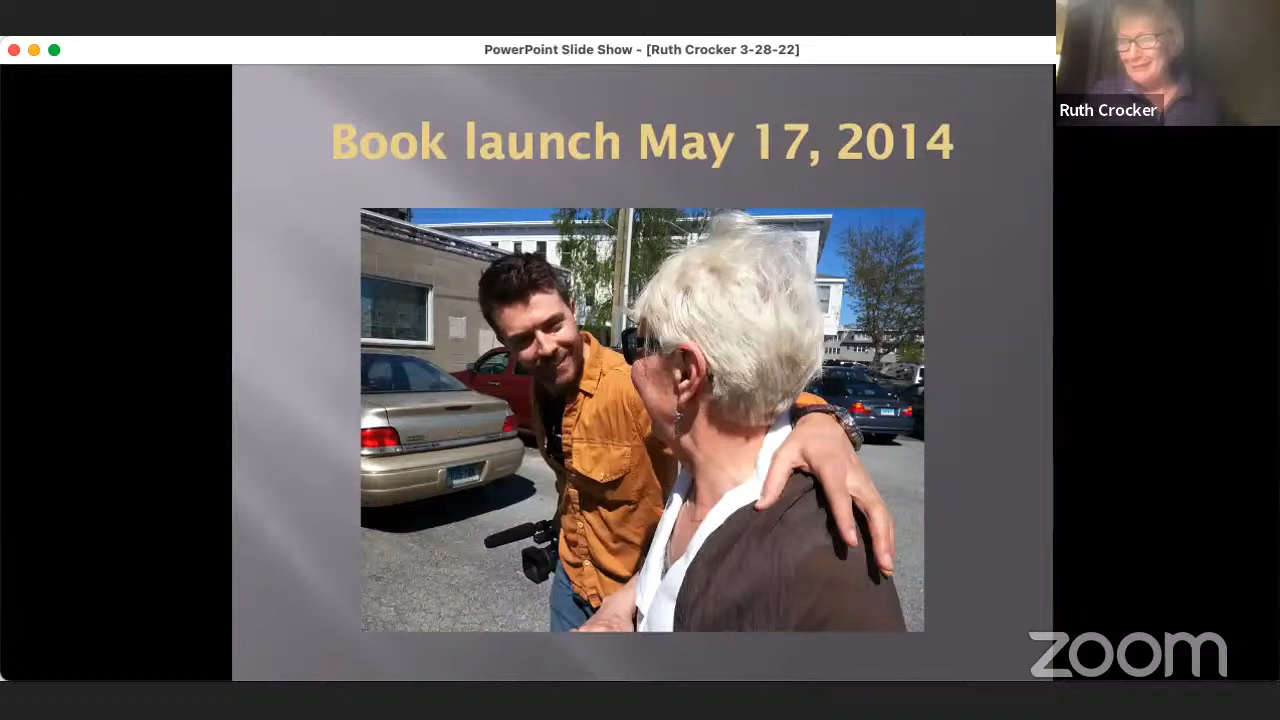 PowerPoint Slide Show - [Ruth Crocker 3-28-22]
Ruth Crocker
Book launch May 17, 2014
zoom